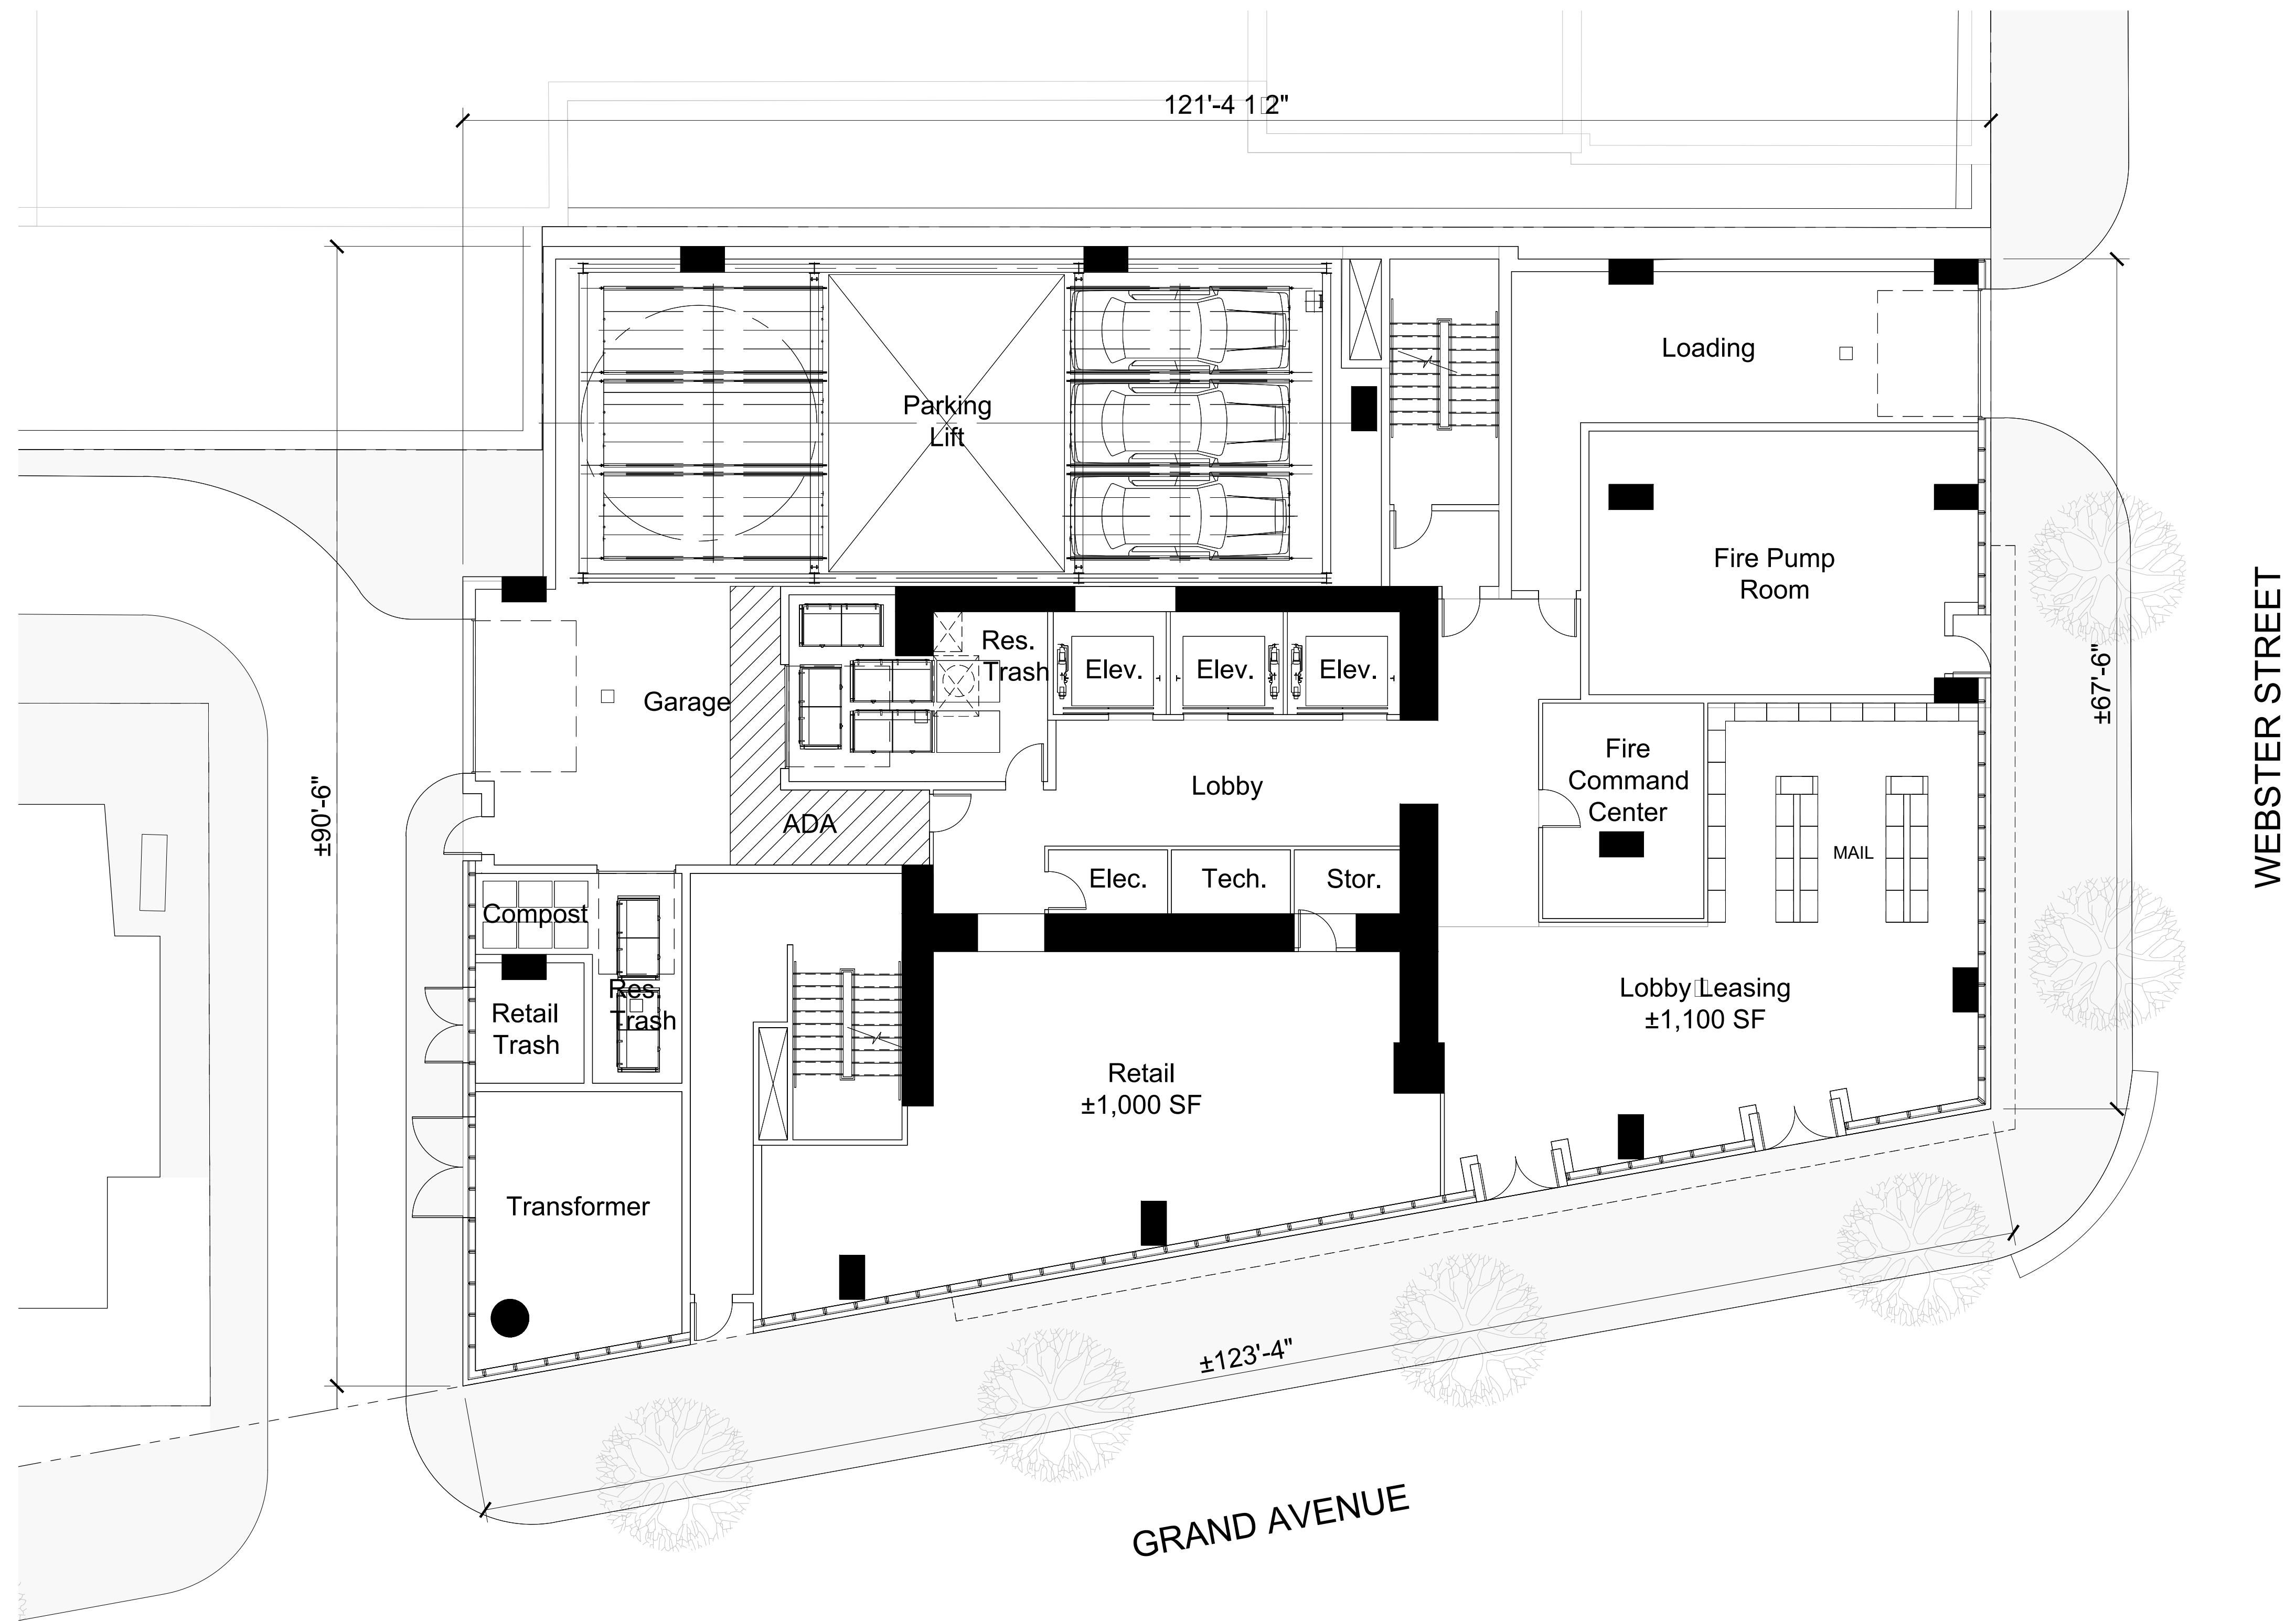 121'-4 1□2"
Loading
Parking
Lift
Fire Pump
Room
WEBSTER STREET
±67'-6"
Res.
Trash
Elev.
Elev.
Elev.
Garage
Fire
Command
Center
Lobby
±90'-6"
ADA
MAIL
Elec.
Tech.
Stor.
Compost
Res.
Trash
Retail
Trash
Lobby□Leasing
±1,100 SF
Retail
±1,000 SF
Transformer
±123'-4"
GRAND AVENUE